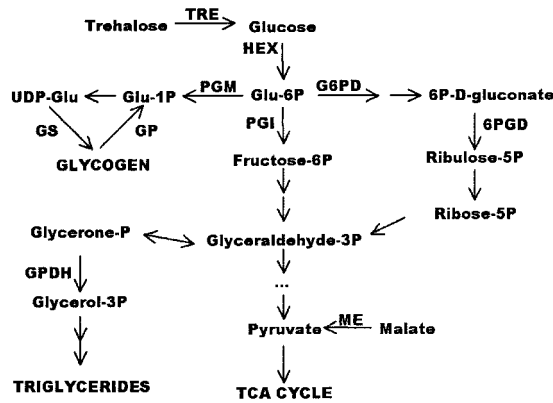 TRE
Trehalose Glucose
HEX
UDP-Glu Glu-1P PGM Glu-6P G6PD 6P-D-gluconate
GS GP PGI 6PGD
GLYCOGEN Fructose-6P Ribulose-5P
Ribose-5P
Glycerone-P Glyceraldehyde-3P
GPDH
Glycerol-3P ...
Pyruvate ME Malate
TRIGLYCERIDES TCA CYCLE